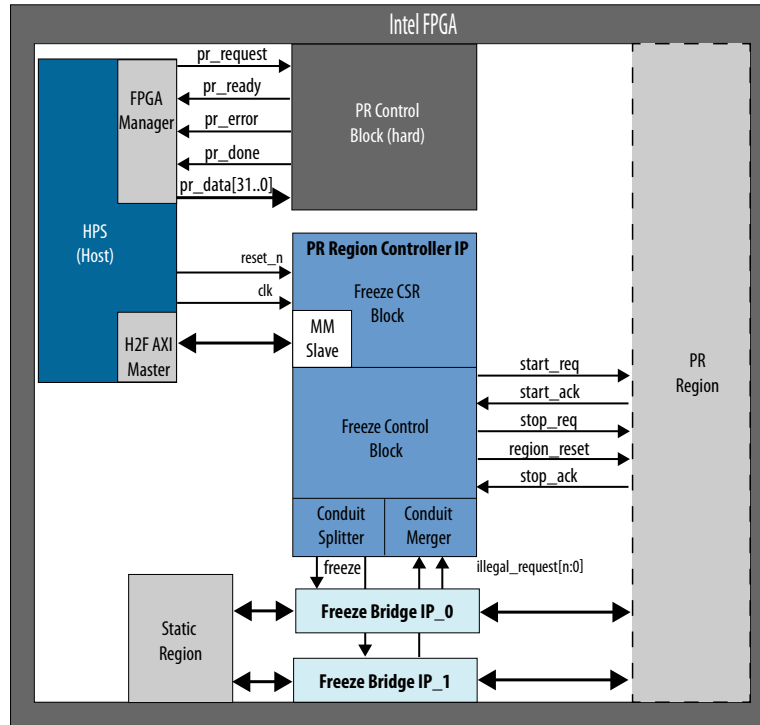 Intel FPGA
pr_request
pr_ready
pr_error
pr_done
pr_data[31..0]
FPGA
Manager
PR Control
Block (hard)
HPS
(Host)
reset_n
clk
H2F AXI
Master
PR Region Controller IP
Freeze CSR
Block
MM
Slave
Freeze Control
Block
start_req
start_ack
stop_req
region_reset
stop_ack
PR
Region
Conduit
Splitter
Conduit
Merger
freeze
illegal_request[n:0]
Static
Region
Freeze Bridge IP_0
Freeze Bridge IP_1